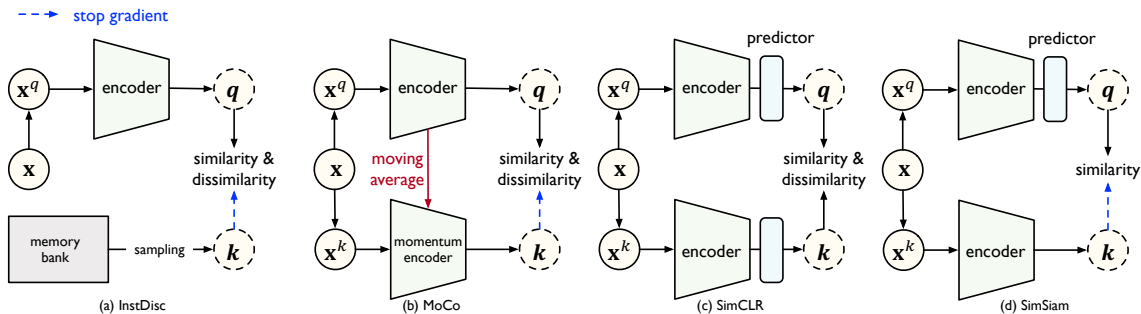 stop gradient
x^q
encoder
q
x
similarity &
dissimilarity
memory
bank
sampling
k
(a) InstDisc
x^q
encoder
q
x
moving
average
similarity &
dissimilarity
x^k
momentum
encoder
k
(b) MoCo
predictor
x^q
encoder
q
x
similarity &
dissimilarity
x^k
encoder
k
(c) SimCLR
predictor
x^q
encoder
q
x
similarity
x^k
encoder
k
(d) SimSiam